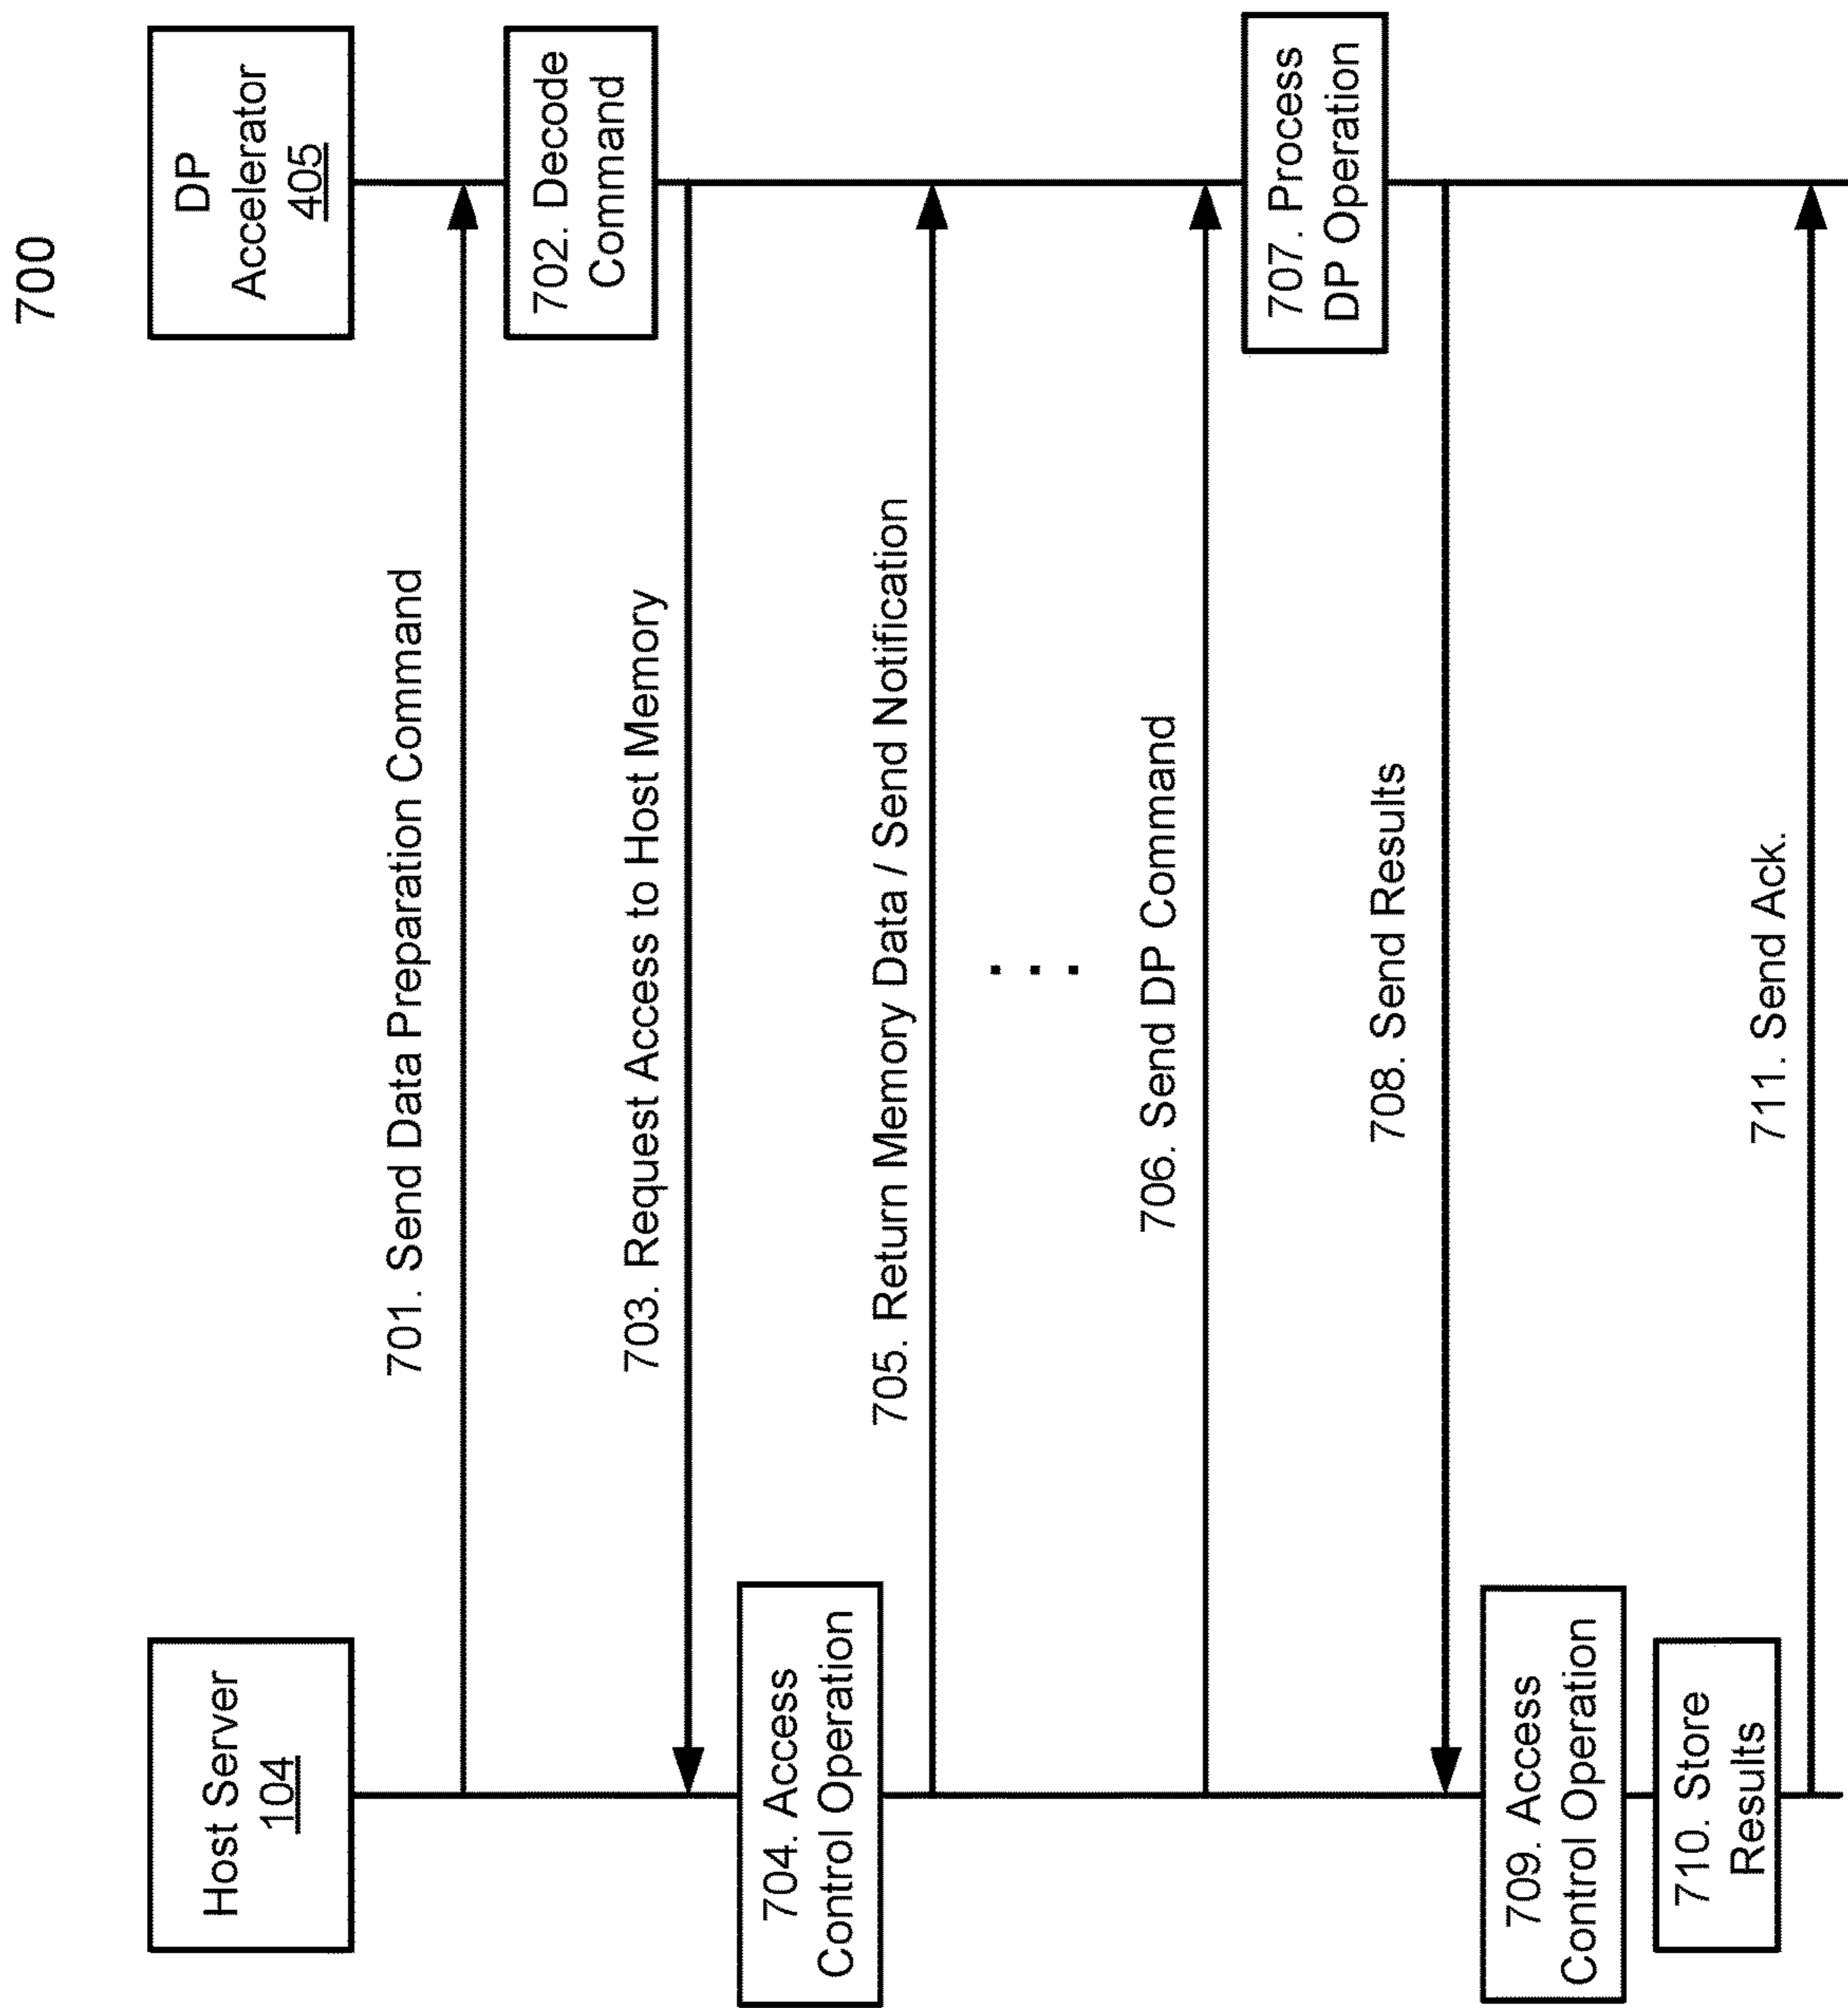 700
Host Server
104
DP
Accelerator
405
701. Send Data Preparation Command
702. Decode
Command
703. Request Access to Host Memory
704. Access
Control Operation
705. Return Memory Data / Send Notification
. . .
706. Send DP Command
707. Process
DP Operation
708. Send Results
709. Access
Control Operation
710. Store
Results
711. Send Ack.